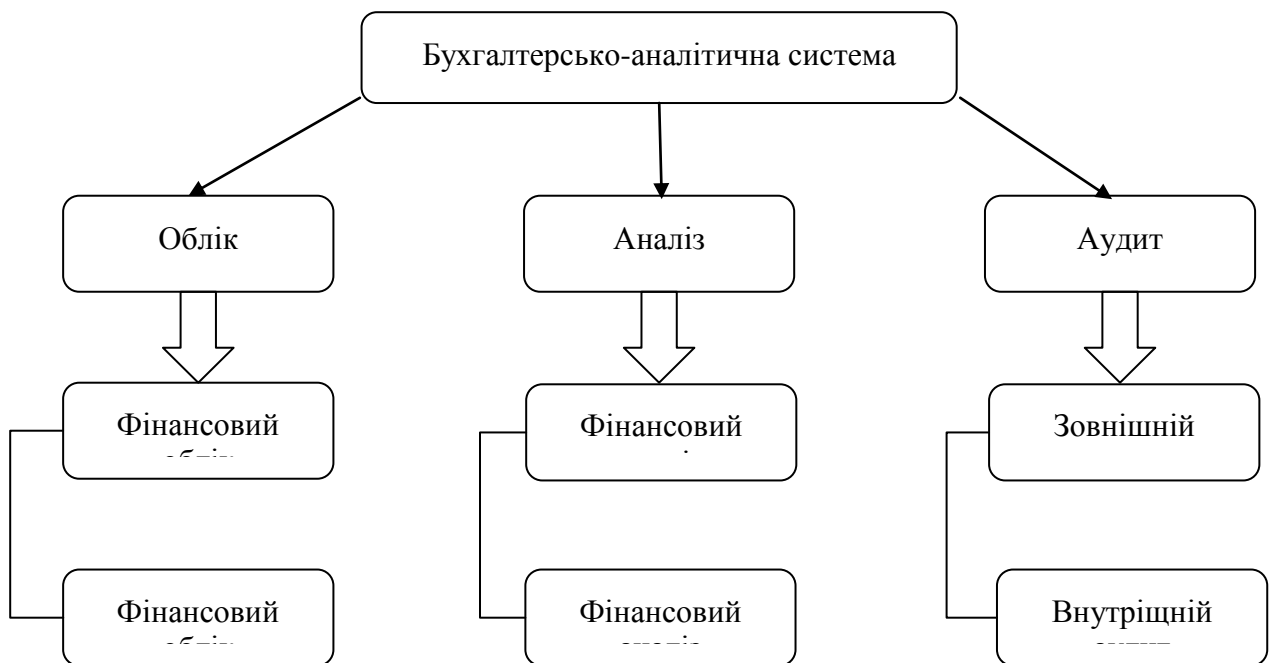 Бухгалтерсько-аналітична система
Облік
Аналіз
Аудит
Фінансовий
Фінансовий
Зовнішній
Фінансовий
Фінансовий
Внутріщній